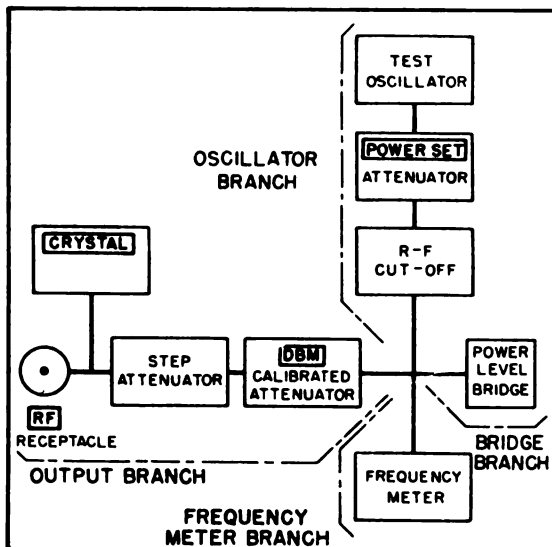 TEST
OSCILLATOR
POWER SET
ATTENUATOR
OSCILLATOR
BRANCH
R-F
CUT-OFF
CRYSTAL
STEP
ATTENUATOR
DBM
CALIBRATED
ATTENUATOR
POWER
LEVEL
BRIDGE
RF
RECEPTACLE
OUTPUT BRANCH
BRIDGE
BRANCH
FREQUENCY
METER
FREQUENCY
METER BRANCH